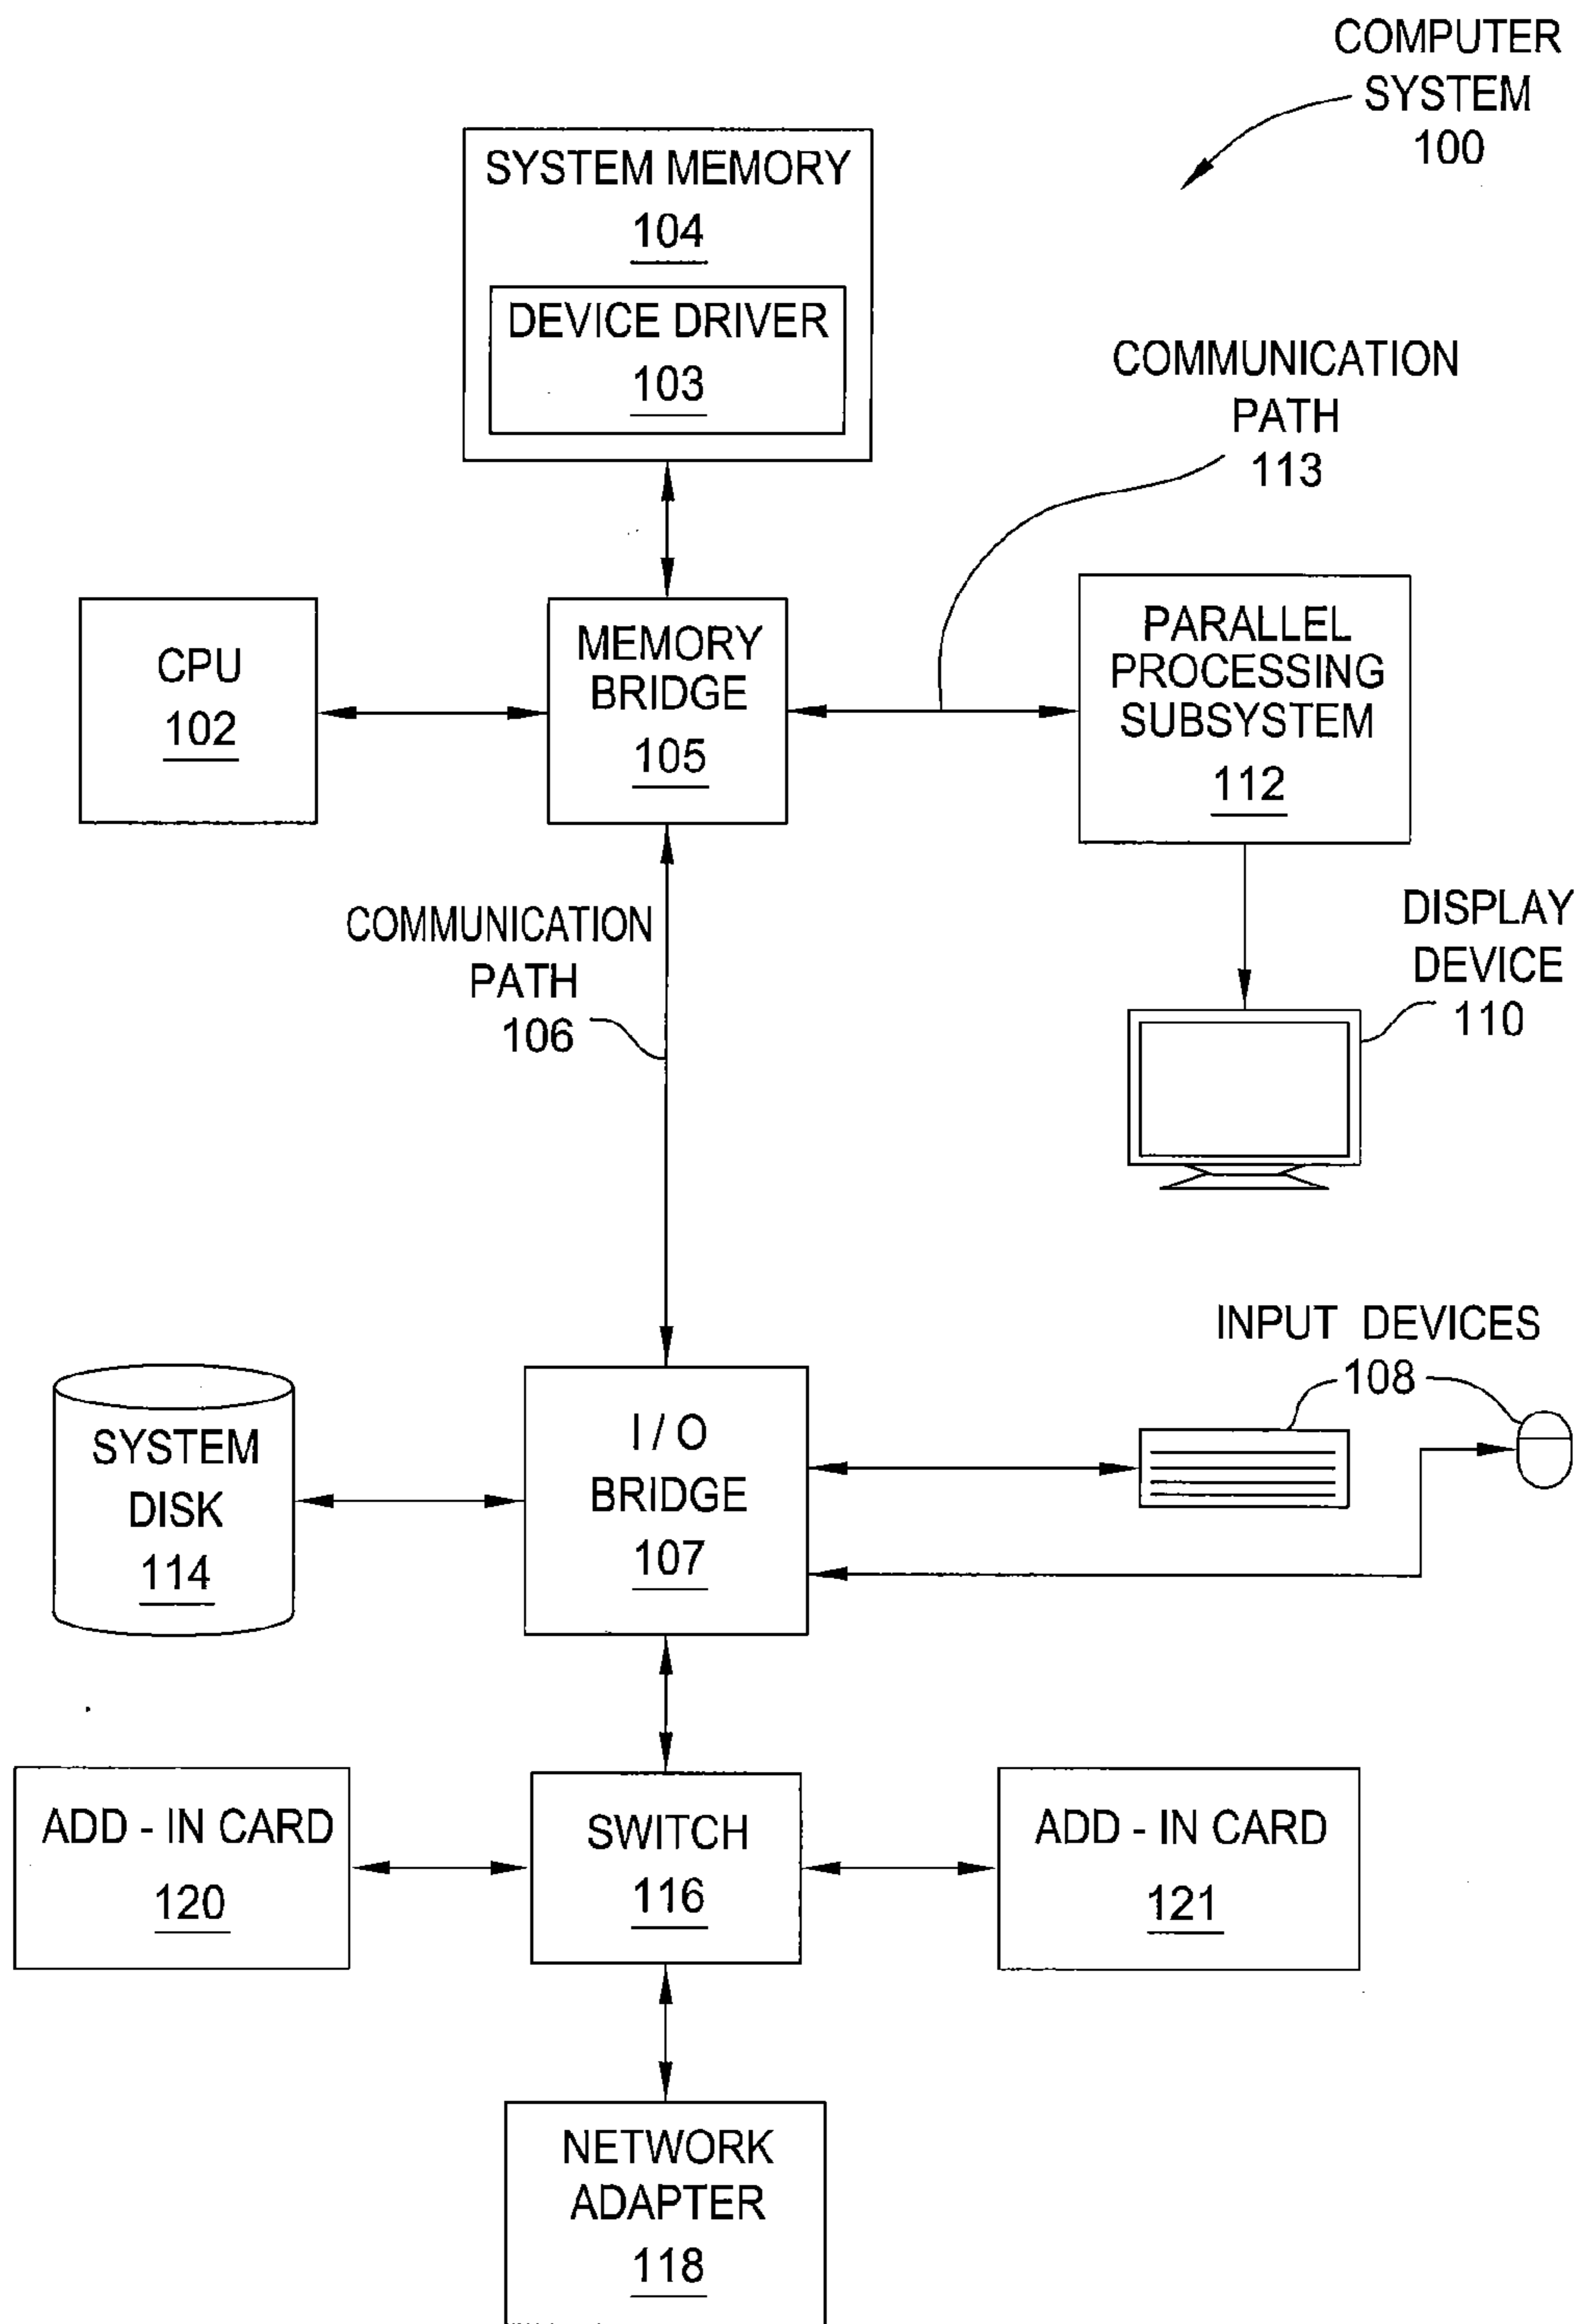 COMPUTER
SYSTEM
100
SYSTEM MEMORY
104
DEVICE DRIVER
103
COMMUNICATION
PATH
113
CPU
102
MEMORY
BRIDGE
105
PARALLEL
PROCESSING
SUBSYSTEM
112
COMMUNICATION
PATH
106
DISPLAY
DEVICE
110
INPUT DEVICES
108
SYSTEM
DISK
114
I / O
BRIDGE
107
ADD - IN CARD
120
SWITCH
116
ADD - IN CARD
121
NETWORK
ADAPTER
118